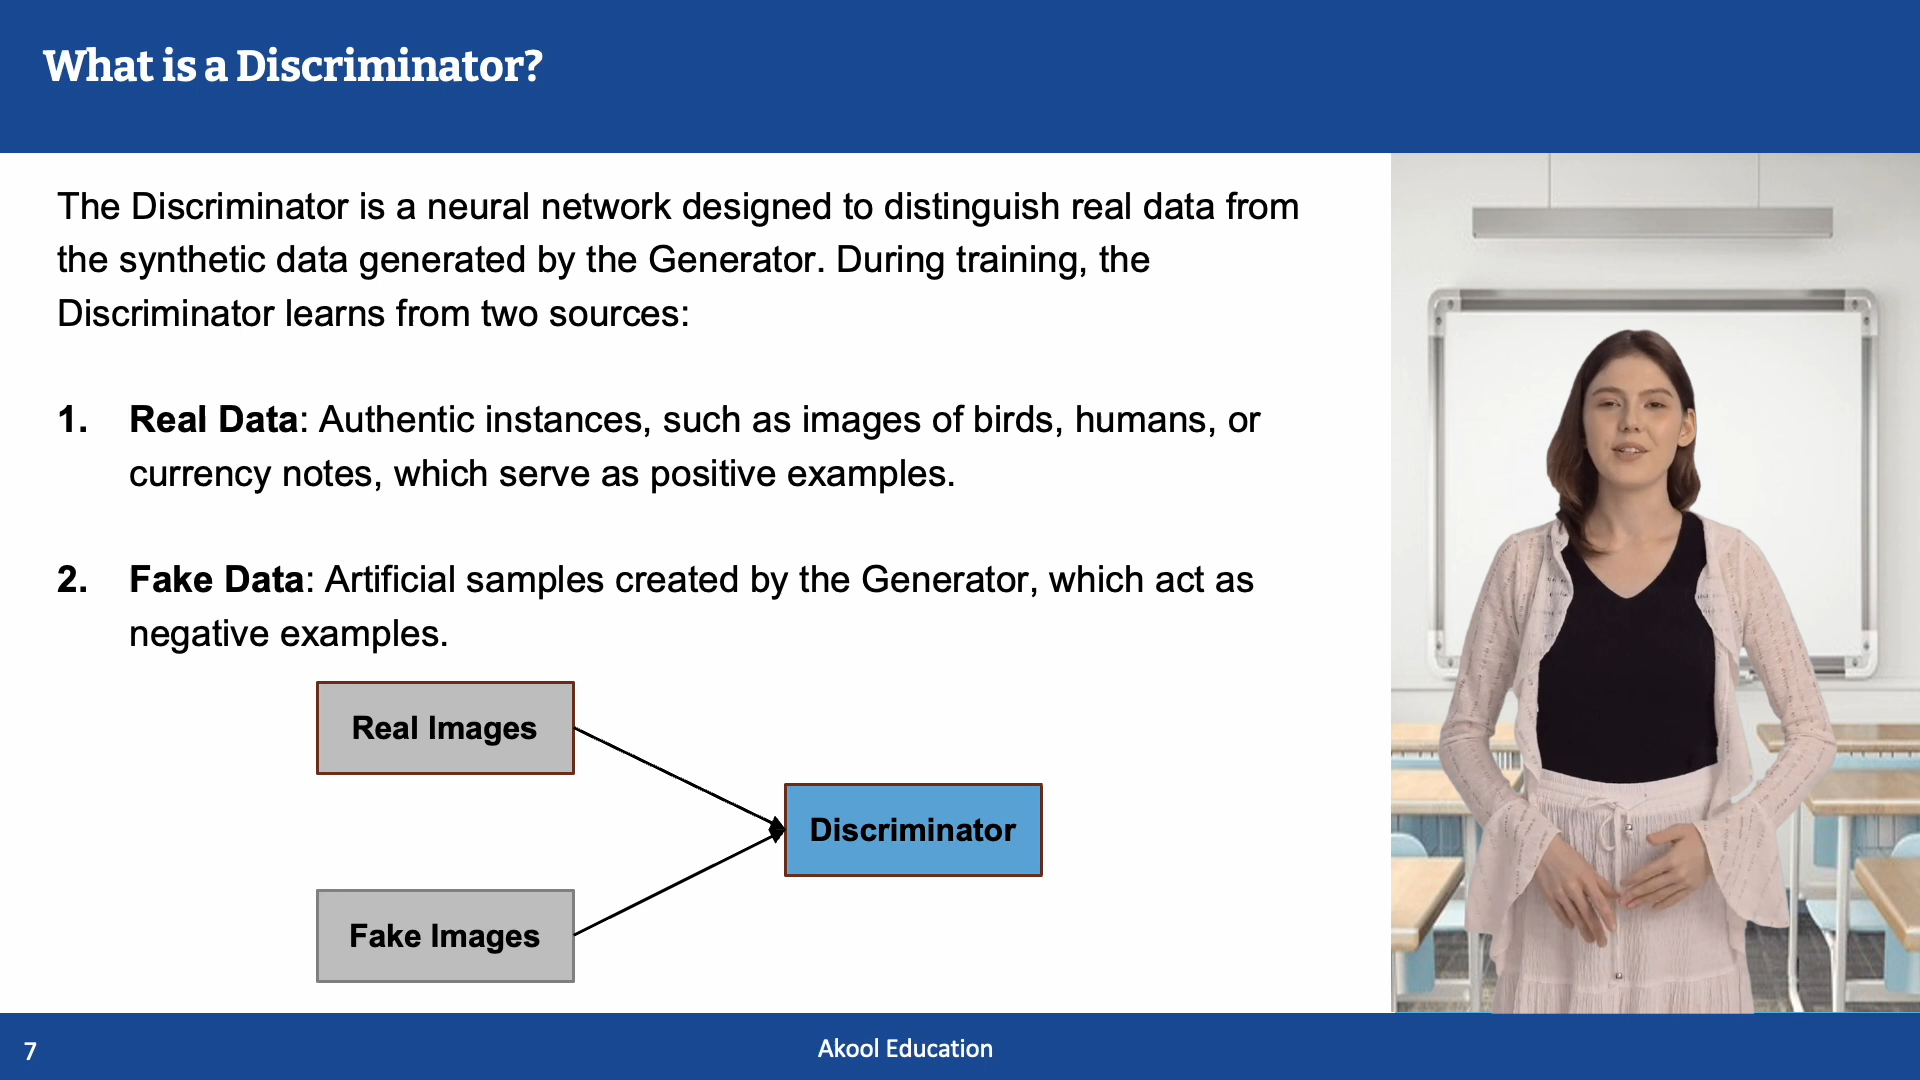 What is a Discriminator?
The Discriminator is a neural network designed to distinguish real data from
the synthetic data generated by the Generator. During training, the
Discriminator learns from two sources:
1. Real Data: Authentic instances, such as images of birds, humans, or
currency notes, which serve as positive examples.
2. Fake Data: Artificial samples created by the Generator, which act as
negative examples.
Real Images
Discriminator
Fake Images
7
Akool Education